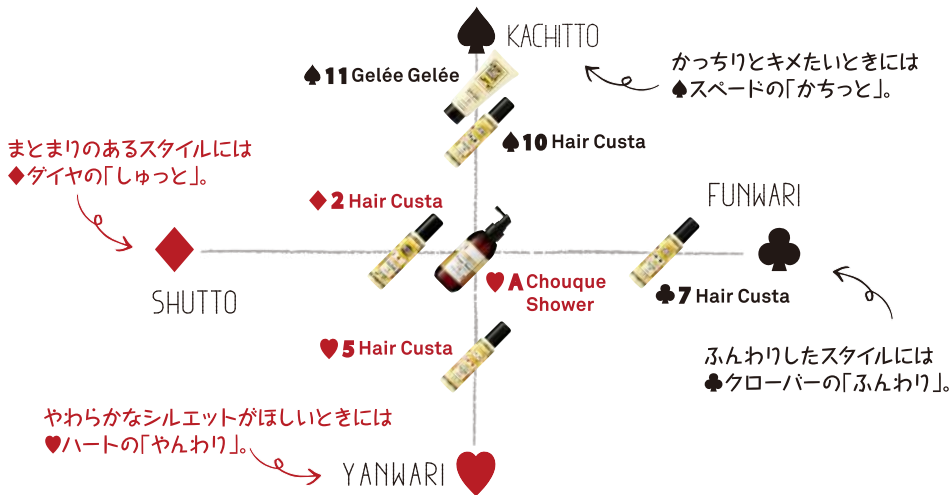 KACHITTO
かっちりとキメたいときには
♠スペードの「かちっと」。
♠11 Gelée Gelée
♠10 Hair Custa
まとまりのあるスタイルには
♦ダイヤの「しゅっと」。
♦2 Hair Custa
FUNWARI
SHUTTO
♥A Chouque
Shower
♣7 Hair Custa
♥5 Hair Custa
ふんわりしたスタイルには
♣クローバーの「ふんわり」。
やわらかなシルエットがほしいときには
♥ハートの「やんわり」。
YANWARI